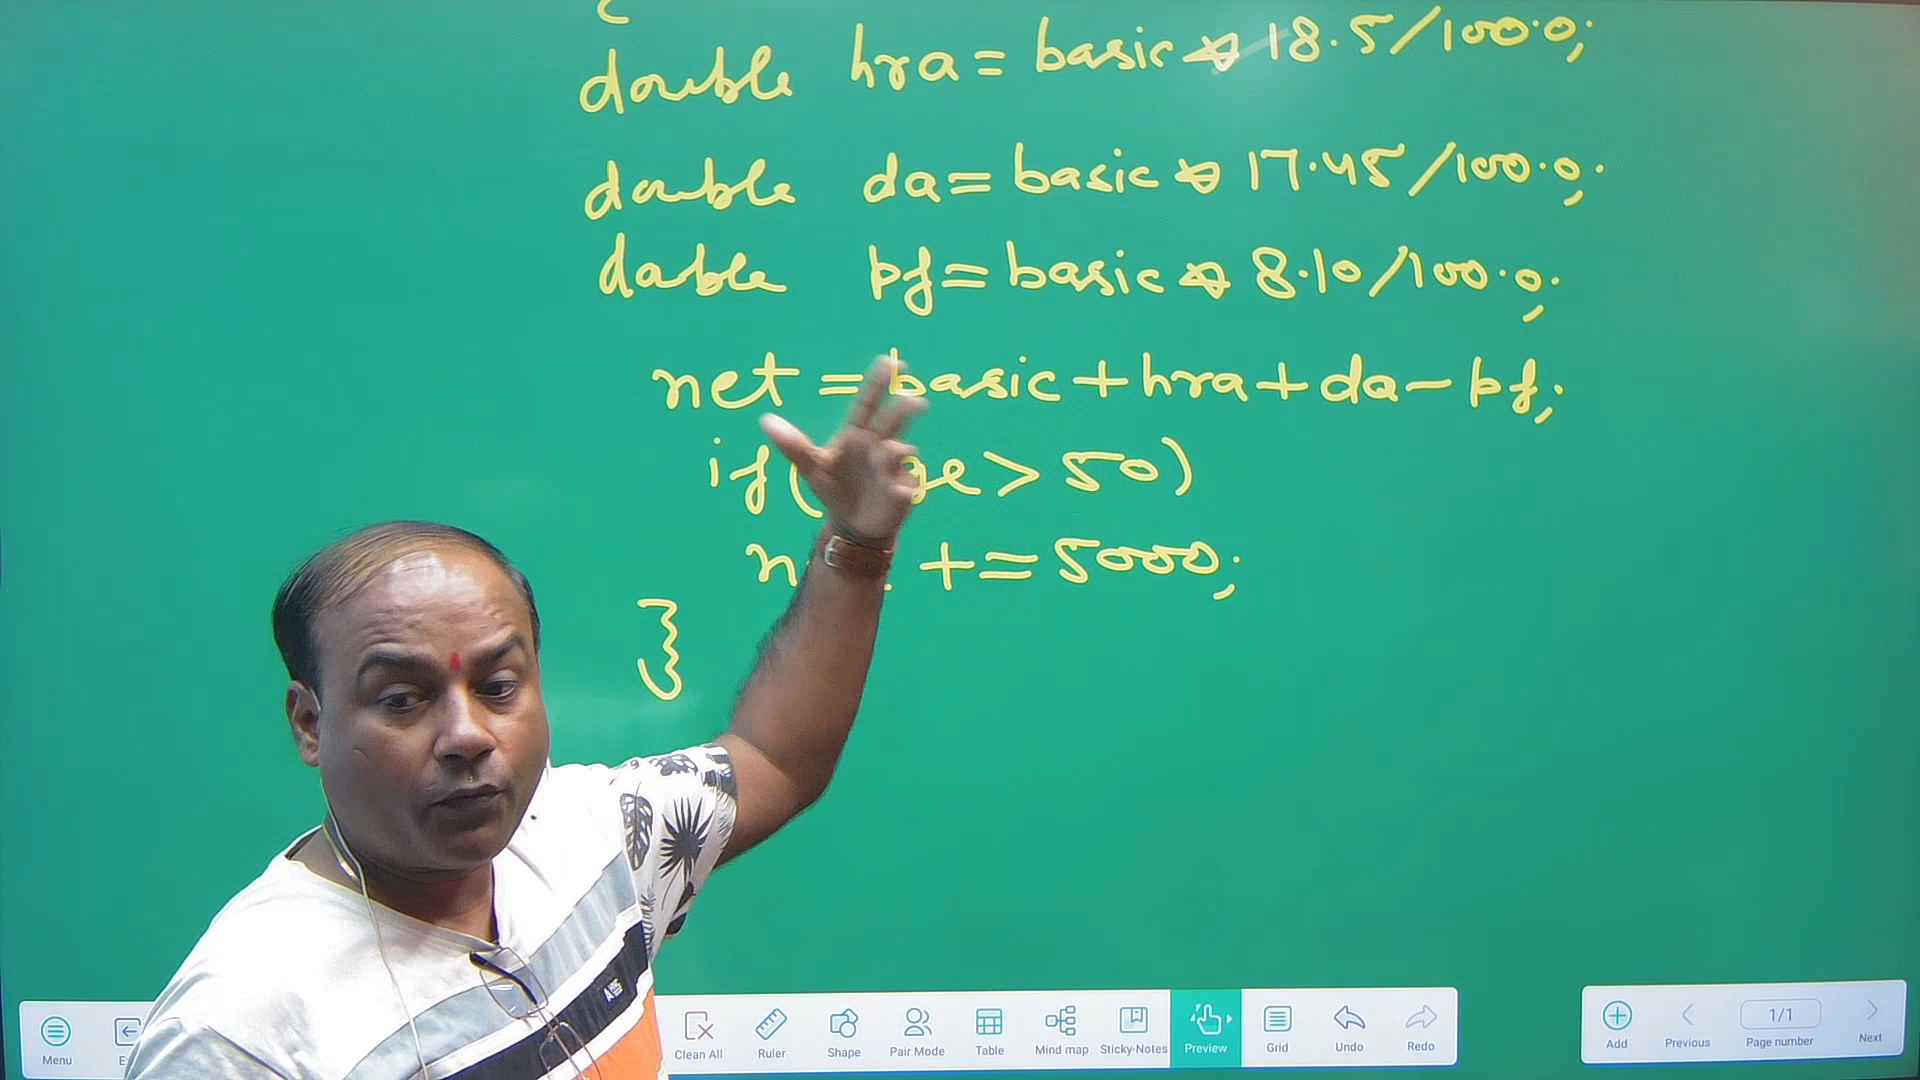 {
double hra = basic * 18.5/100.0;
double da = basic * 17.45/100.0;
dable pf = basic * 8.10/100.0;
net = basic + hra + da - pf;
if ( > 50)
+= 5000;
}
Menu
Clean All
Ruler
Shape
Pair Mode
Table
Mind map
Sticky-Notes
Preview
Grid
Undo
Redo
Add
Previous
1/1
Page number
Next